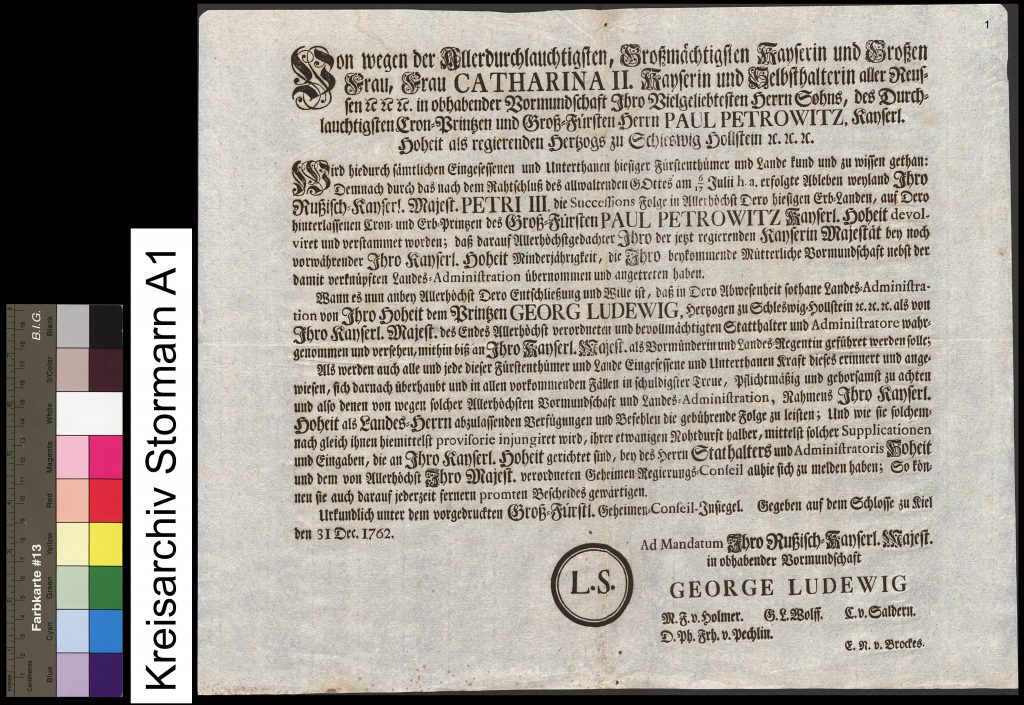 1
Von wegen der Allerdurchlauchtigsten, Großmächtigsten Kayserin und Großen
Frau, Frau CATHARINA II. Kayserin und Selbsthalterin aller Reus-
sen ꝛc ꝛc ꝛc. in obhabender Vormundschaft Ihro Vielgeliebtesten Herrn Sohns, des Durch-
lauchtigsten Cron-Printzen und Groß-Fürsten Herrn PAUL PETROWITZ, Kayserl.
Hoheit als regierenden Hertzogs zu Schleswig Hollstein ꝛc. ꝛc. ꝛc.
Wird hiedurch sämtlichen Eingesessenen und Unterthanen hiesiger Fürstenthümer und Lande kund und zu wissen gethan:
Demnach durch das nach dem Rahtschluß des allwaltenden GOttes am 6/17 Julii h. a. erfolgte Ableben weyland Ihro
Rußisch-Kayserl. Majest. PETRI III. die Successions Folge in Allerhöchst Dero hiesigen Erb-Landen, auf Dero
hinterlassenen Cron- und Erb-Printzen des Groß-Fürsten PAUL PETROWITZ Kayserl. Hoheit devol-
viret und verstammet worden; daß darauf Allerhöchstgedachter Ihro der jetzt regierenden Kayserin Majestät bey noch
vorwährender Ihro Kayserl. Hoheit Minderjährigkeit, die Ihro beykommende Mütterliche Vormundschaft nebst der
damit verknüpften Landes-Administration übernommen und angetreten haben.
Wann es nun anbey Allerhöchst Dero Entschließung und Wille ist, daß in Dero Abwesenheit sothane Landes-Administra-
tion von Ihro Hoheit dem Printzen GEORG LUDEWIG, Hertzogen zu Schleswig-Hollstein ꝛc. ꝛc. ꝛc. als von
Ihro Kayserl. Majest. des Endes Allerhöchst verordneten und bevollmächtigten Statthalter und Administratore wahr-
genommen und versehen, mithin biß an Ihro Kayserl. Majest. als Vormünderin und Landes Regentin geführet werden solle;
Als werden auch alle und jede dieser Fürstenthümer und Lande Eingesessene und Unterthanen Kraft dieses erinnert und ange-
wiesen, sich darnach überhaupt und in allen vorkommenden Fällen in schuldigster Treue, Pflichtmäßig und gehorsamst zu achten
und also denen von wegen solcher Allerhöchsten Vormundschaft und Landes-Administration, Nahmens Ihro Kayserl.
Hoheit als Landes-Herrn abzulassenden Verfügungen und Befehlen die gebührende Folge zu leisten; Und wie sie solchem-
nach gleich ihnen hiemittelst provisorie injungiret wird, ihrer etwanigen Nohtdurft halber, mittelst solcher Supplicationen
und Eingaben, die an Ihro Kayserl. Hoheit gerichtet sind, bey des Herrn Statthalters und Administratoris Hoheit
und dem von Allerhöchst Ihro Majest. verordneten Geheimen Regierungs-Conseil auhie sich zu melden haben; So kön-
nen sie auch darauf jederzeit fernern promten Bescheides gewärtigen.
Urkundlich unter dem vorgedruckten Groß-Fürstl. Geheimen-Conseil-Insiegel. Gegeben auf dem Schlosse zu Kiel
den 31 Dec. 1762.
Ad Mandatum Ihro Rußisch-Kayserl. Majest.
in obhabender Vormundschaft
L.S.
GEORGE LUDEWIG
M. F. v. Holmer. G. L. Wolff. C. v. Saldern.
D. Ph. Frh. v. Pechlin.
E. N. v. Brockes.
Kreisarchiv Stormarn A1
Farbkarte #13
B.I.G.
Inches
Centimetres
Blue
Cyan
Green
Yellow
Red
Magenta
White
3/Color
Black